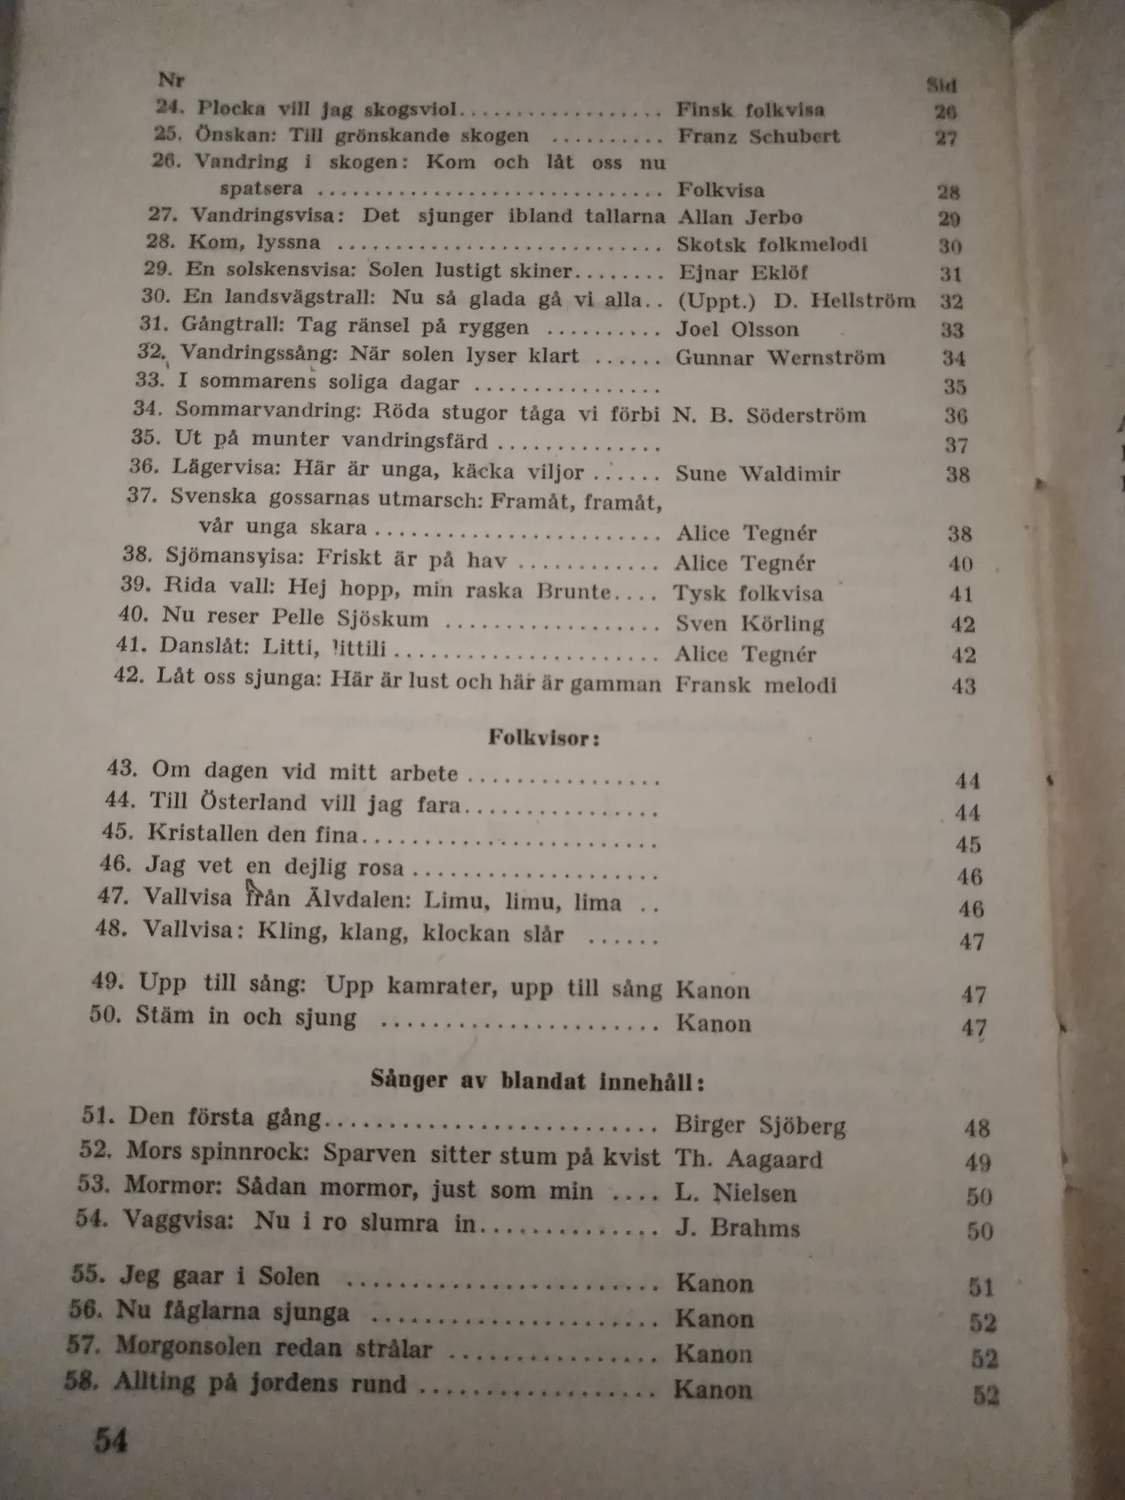 Nr Sid
24. Plocka vill jag skogsviol.................. Finsk folkvisa 26
25. Önskan: Till grönskande skogen .......... Franz Schubert 27
26. Vandring i skogen: Kom och låt oss nu
spatsera .............................. Folkvisa 28
27. Vandringsvisa: Det sjunger ibland tallarna Allan Jerbo 29
28. Kom, lyssna ............................ Skotsk folkmelodi 30
29. En solskensvisa: Solen lustigt skiner........ Ejnar Eklöf 31
30. En landsvägstrall: Nu så glada gå vi alla.. (Uppt.) D. Hellström 32
31. Gångtrall: Tag ränsel på ryggen .......... Joel Olsson 33
32. Vandringssång: När solen lyser klart ...... Gunnar Wernström 34
33. I sommarens soliga dagar ................ 35
34. Sommarvandring: Röda stugor tåga vi förbi N. B. Söderström 36
35. Ut på munter vandringsfärd .............. 37
36. Lägervisa: Här är unga, käcka viljor ...... Sune Waldimir 38
37. Svenska gossarnas utmarsch: Framåt, framåt,
vår unga skara........................ Alice Tegnér 38
38. Sjömansvisa: Friskt är på hav ............ Alice Tegnér 40
39. Rida vall: Hej hopp, min raska Brunte.... Tysk folkvisa 41
40. Nu reser Pelle Sjöskum .................. Sven Körling 42
41. Danslåt: Litti, littili...................... Alice Tegnér 42
42. Låt oss sjunga: Här är lust och här är gamman Fransk melodi 43
Folkvisor:
43. Om dagen vid mitt arbete ................ 44
44. Till Österland vill jag fara................ 44
45. Kristallen den fina........................ 45
46. Jag vet en dejlig rosa .................... 46
47. Vallvisa från Älvdalen: Limu, limu, lima .. 46
48. Vallvisa: Kling, klang, klockan slår ...... 47
49. Upp till sång: Upp kamrater, upp till sång Kanon 47
50. Stäm in och sjung ...................... Kanon 47
Sånger av blandat innehåll:
51. Den första gång.......................... Birger Sjöberg 48
52. Mors spinnrock: Sparven sitter stum på kvist Th. Aagaard 49
53. Mormor: Sådan mormor, just som min .... L. Nielsen 50
54. Vaggvisa: Nu i ro slumra in.............. J. Brahms 50
55. Jeg gaar i Solen ........................ Kanon 51
56. Nu fåglarna sjunga ...................... Kanon 52
57. Morgonsolen redan strålar ................ Kanon 52
58. Allting på jordens rund .................. Kanon 52
54